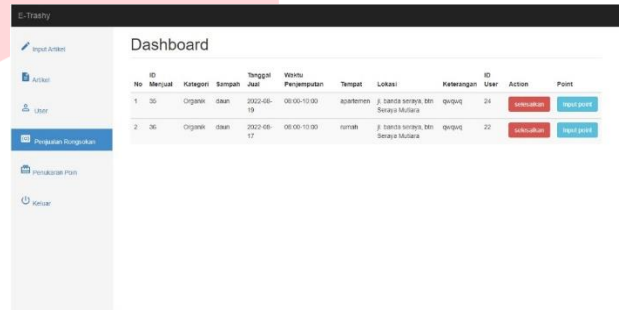 E-Trashy
Input Artikel
Artikel
User
Penjualan Rongsokan
Penukaran Poin
Keluar
Dashboard
No ID Menjual Kategori Sampah Tanggal Jual Waktu Penjemputan Tempat Lokasi Keterangan ID User Action Point
1 35 Organik daun 2022-06-19 08:00-10:00 apartemen jl. banda seraya, btn Seraya Mutiara qwqwq 24 selesaikan input point
2 36 Organik daun 2022-06-17 08:00-10:00 rumah jl. banda seraya, btn Seraya Mutiara qwqwq 22 selesaikan input point